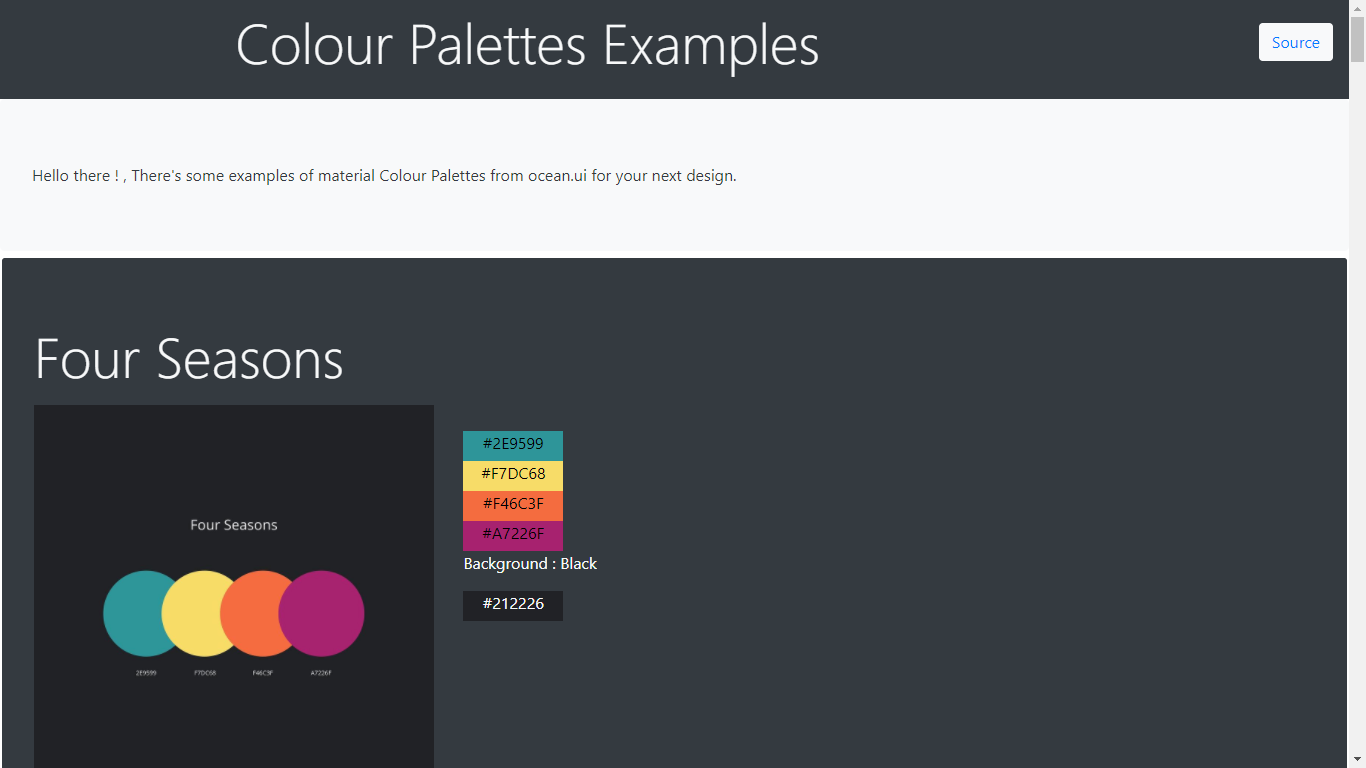 Colour Palettes Examples
Source
Hello there ! , There's some examples of material Colour Palettes from ocean.ui for your next design.
Four Seasons
Four Seasons
2E9599 F7DC68 F46C3F A7226F
#2E9599
#F7DC68
#F46C3F
#A7226F
Background : Black
#212226